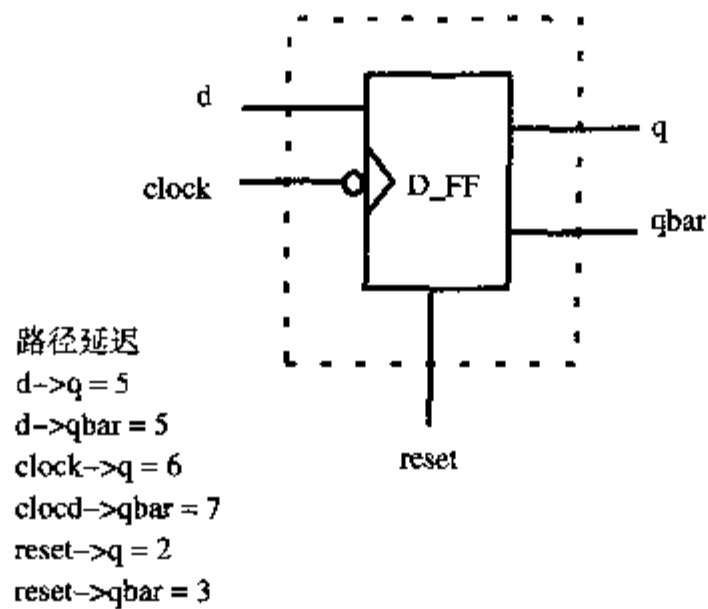 d
clock
D_FF
q
qbar
reset
路径延迟
d->q = 5
d->qbar = 5
clock->q = 6
clocd->qbar = 7
reset->q = 2
reset->qbar = 3